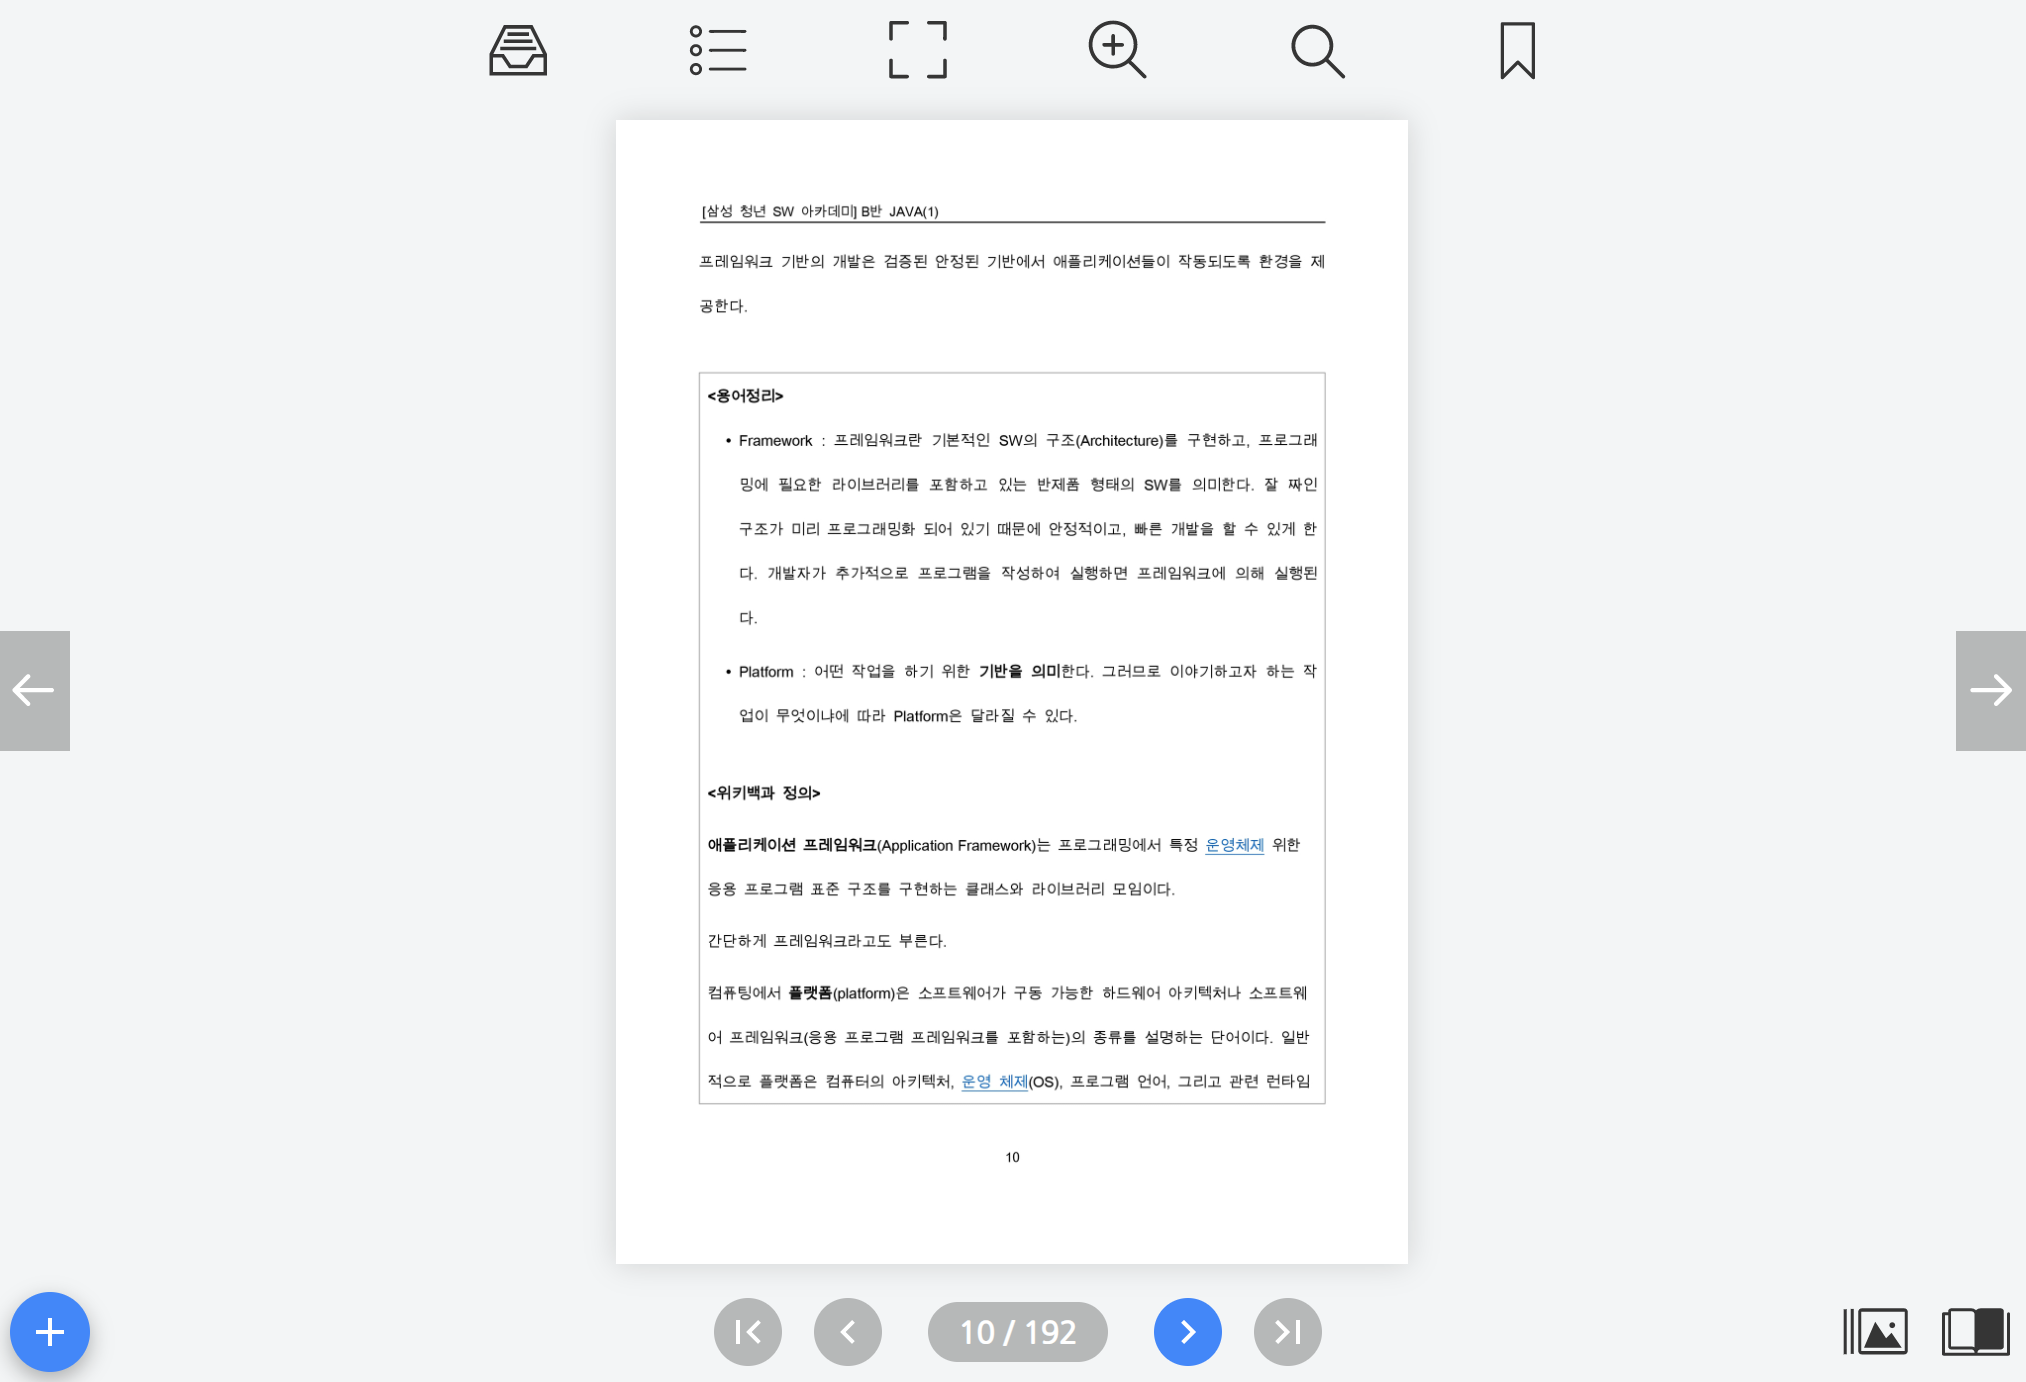 [삼성 청년 SW 아카데미] B반 JAVA(1)
프레임워크 기반의 개발은 검증된 안정된 기반에서 애플리케이션들이 작동되도록 환경을 제
공한다.
<용어정리>
• Framework : 프레임워크란 기본적인 SW의 구조(Architecture)를 구현하고, 프로그래
밍에 필요한 라이브러리를 포함하고 있는 반제품 형태의 SW를 의미한다. 잘 짜인
구조가 미리 프로그래밍화 되어 있기 때문에 안정적이고, 빠른 개발을 할 수 있게 한
다. 개발자가 추가적으로 프로그램을 작성하여 실행하면 프레임워크에 의해 실행된
다.
• Platform : 어떤 작업을 하기 위한 기반을 의미한다. 그러므로 이야기하고자 하는 작
업이 무엇이냐에 따라 Platform은 달라질 수 있다.
<위키백과 정의>
애플리케이션 프레임워크(Application Framework)는 프로그래밍에서 특정 운영체제 위한
응용 프로그램 표준 구조를 구현하는 클래스와 라이브러리 모임이다.
간단하게 프레임워크라고도 부른다.
컴퓨팅에서 플랫폼(platform)은 소프트웨어가 구동 가능한 하드웨어 아키텍처나 소프트웨
어 프레임워크(응용 프로그램 프레임워크를 포함하는)의 종류를 설명하는 단어이다. 일반
적으로 플랫폼은 컴퓨터의 아키텍처, 운영 체제(OS), 프로그램 언어, 그리고 관련 런타임
10
10 / 192